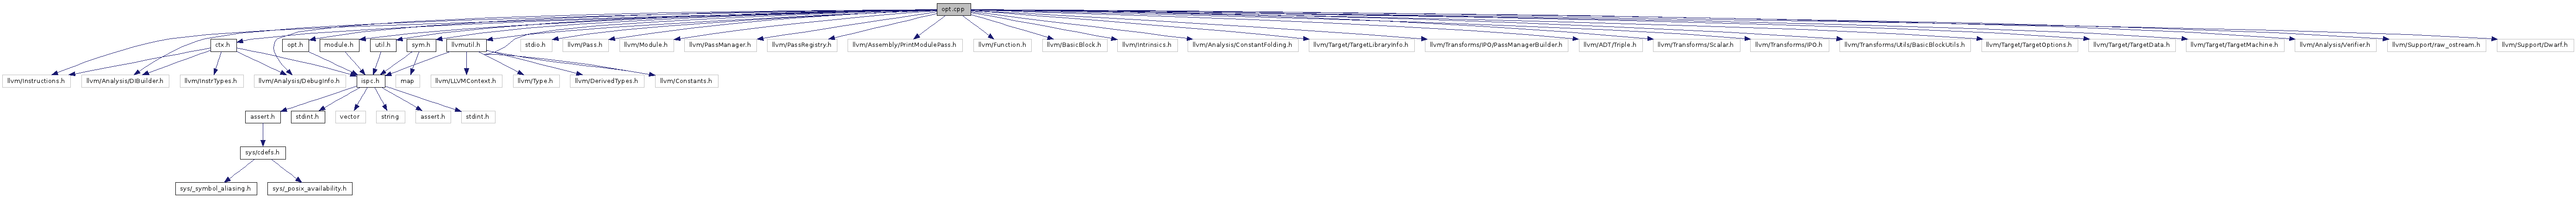 opt.cpp
ctx.h
opt.h
module.h
util.h
sym.h
llvmutil.h
stdio.h
llvm/Pass.h
llvm/Module.h
llvm/PassManager.h
llvm/PassRegistry.h
llvm/Assembly/PrintModulePass.h
llvm/Function.h
llvm/BasicBlock.h
llvm/Intrinsics.h
llvm/Analysis/ConstantFolding.h
llvm/Target/TargetLibraryInfo.h
llvm/Transforms/IPO/PassManagerBuilder.h
llvm/ADT/Triple.h
llvm/Transforms/Scalar.h
llvm/Transforms/IPO.h
llvm/Transforms/Utils/BasicBlockUtils.h
llvm/Target/TargetOptions.h
llvm/Target/TargetData.h
llvm/Target/TargetMachine.h
llvm/Analysis/Verifier.h
llvm/Support/raw_ostream.h
llvm/Support/Dwarf.h
llvm/Instructions.h
llvm/Analysis/DIBuilder.h
llvm/InstrTypes.h
llvm/Analysis/DebugInfo.h
ispc.h
map
llvm/LLVMContext.h
llvm/Type.h
llvm/DerivedTypes.h
llvm/Constants.h
assert.h
stdint.h
vector
string
assert.h
stdint.h
sys/cdefs.h
sys/_symbol_aliasing.h
sys/_posix_availability.h